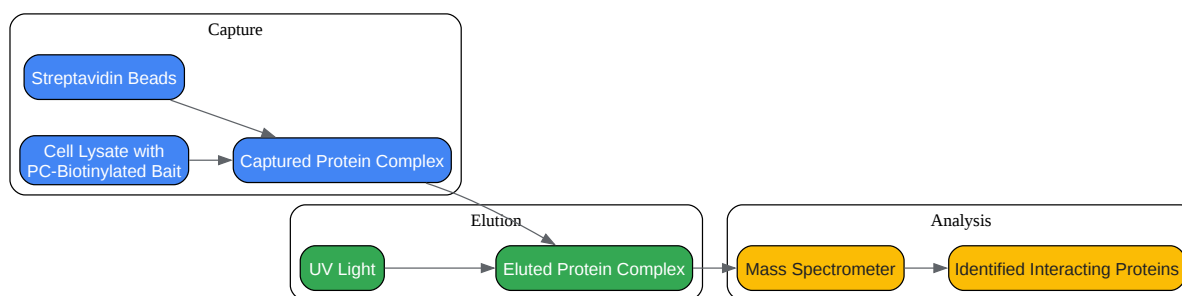 Capture
Streptavidin Beads
Cell Lysate with
PC-Biotinylated Bait
Captured Protein Complex
Elution
UV Light
Eluted Protein Complex
Analysis
Mass Spectrometer
Identified Interacting Proteins